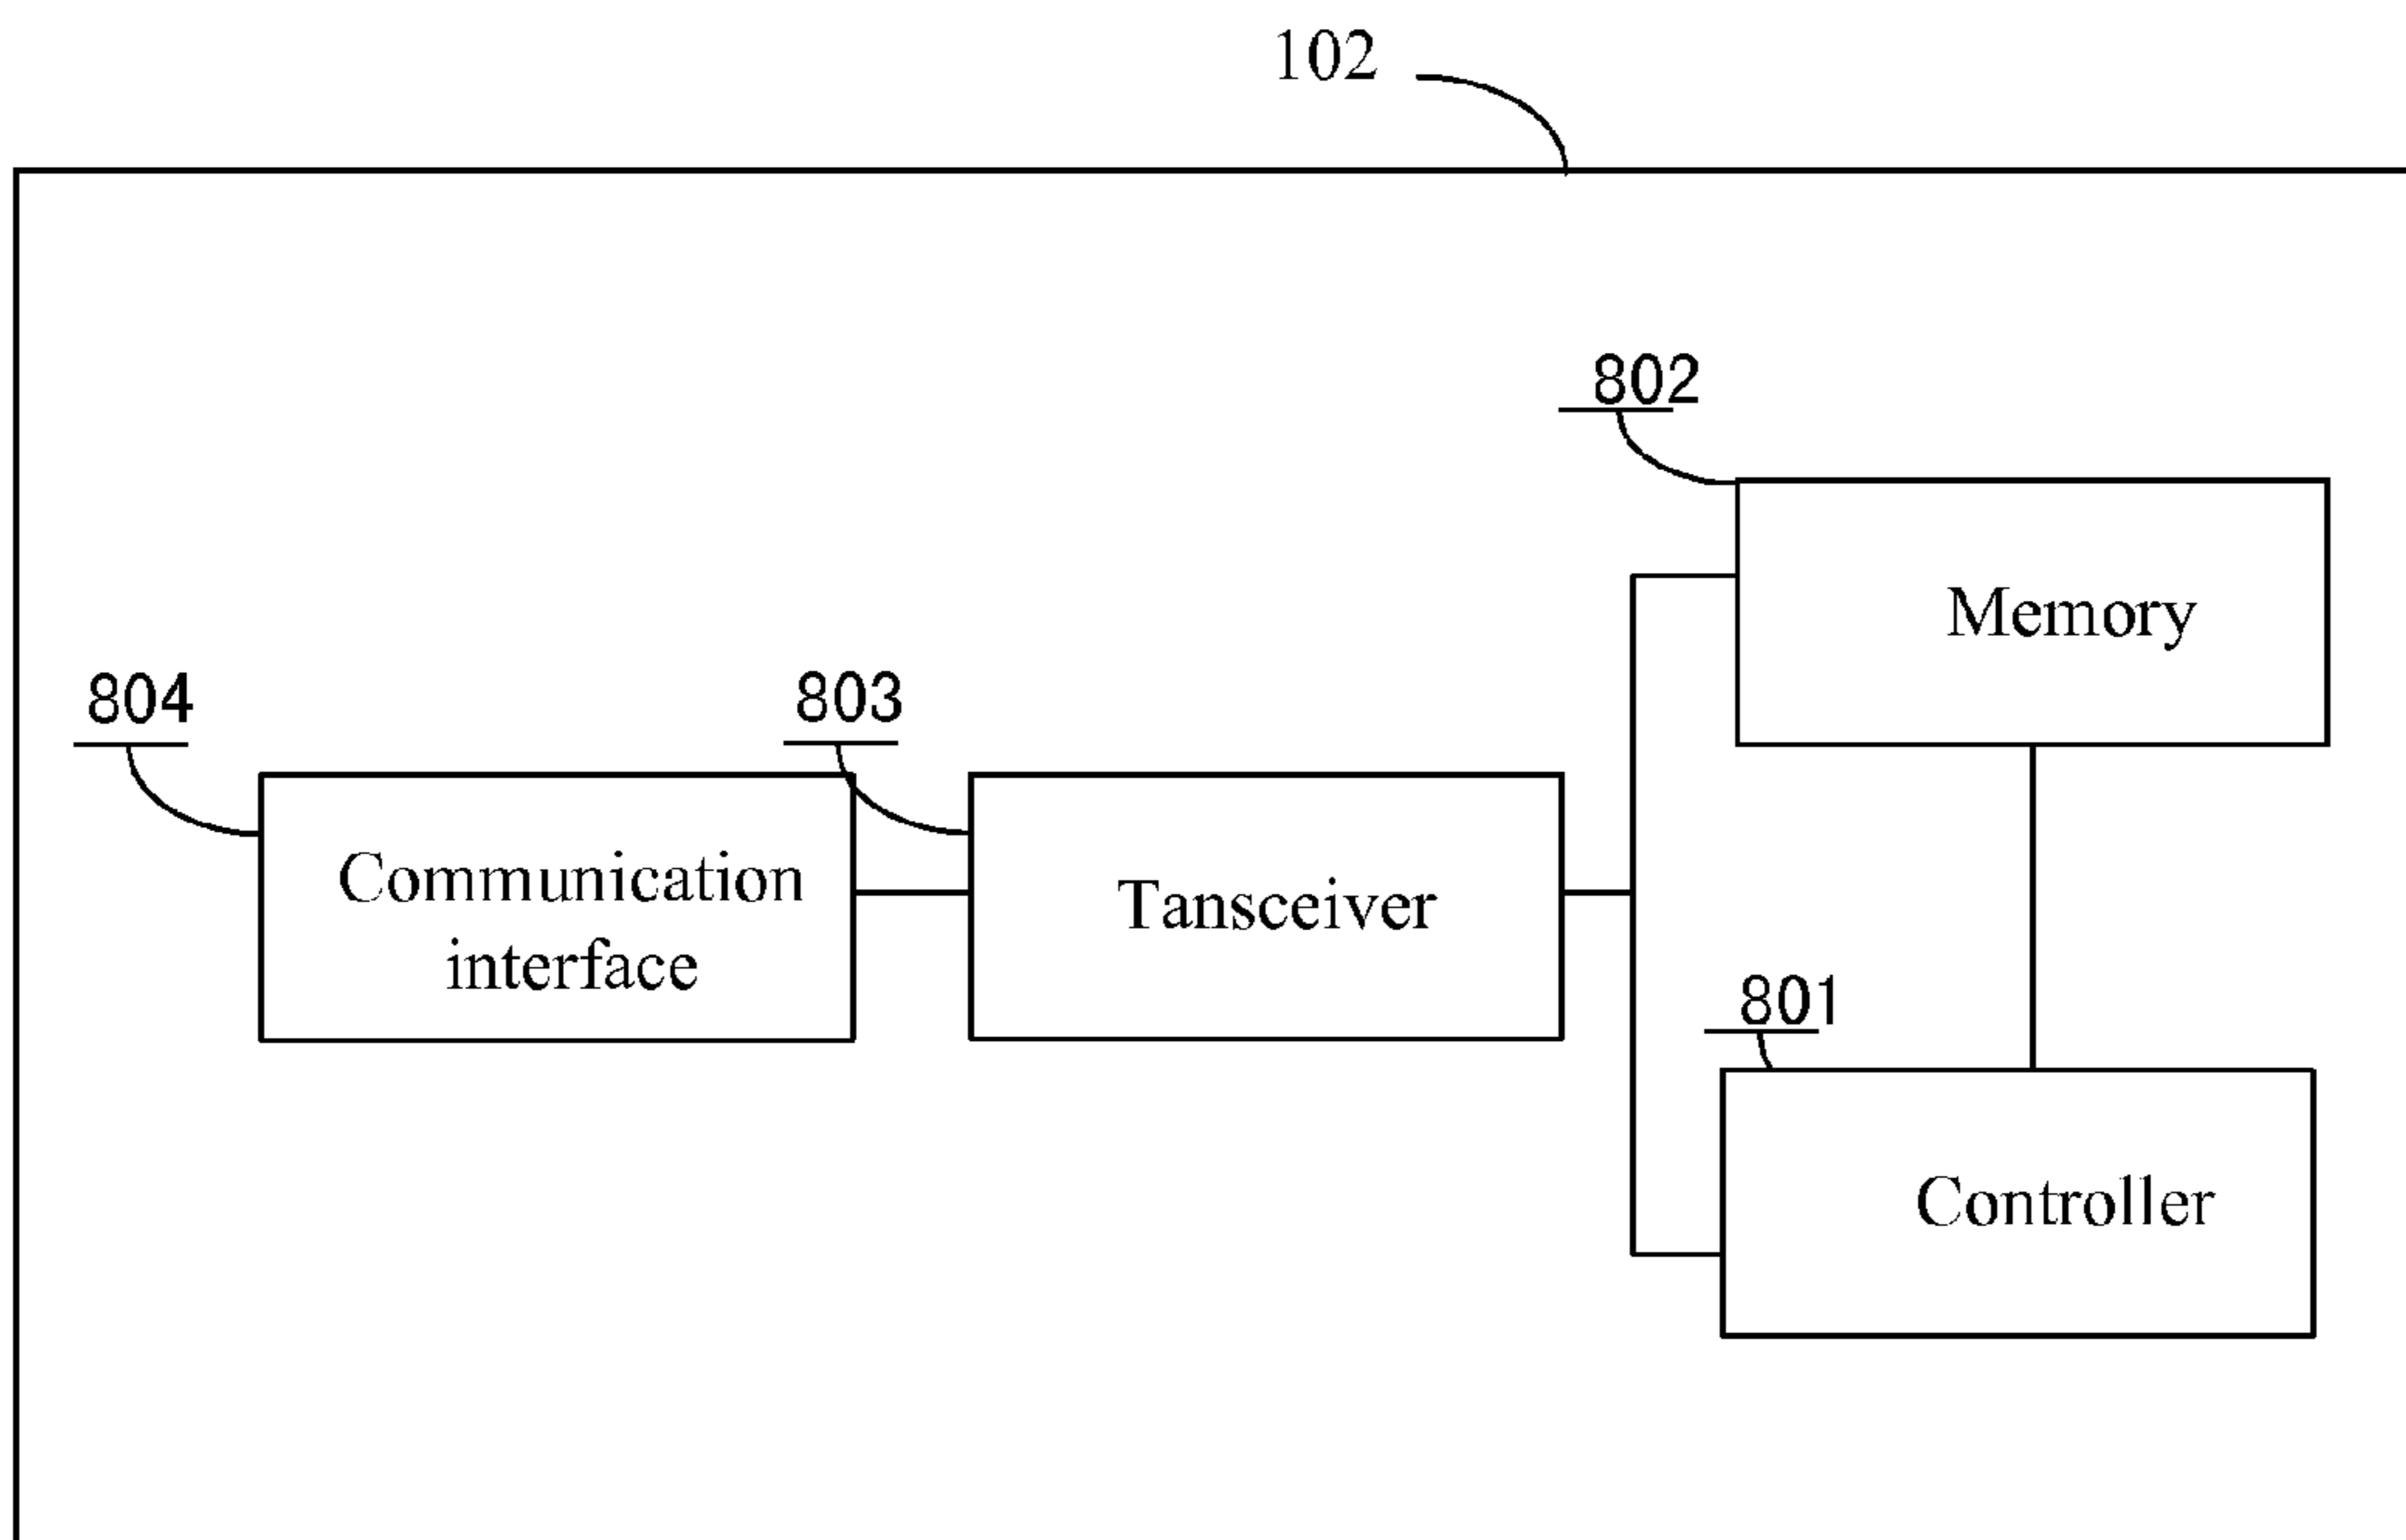 102
802
Memory
804
803
Communication
interface
Tansceiver
801
Controller